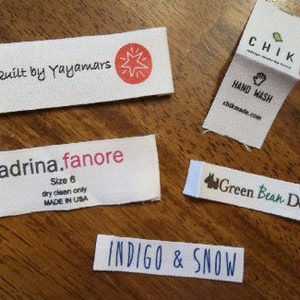 uilt by Yayamars
CHIK
HAND WASH
chikmade.com
adrina.fanore
Size 6
dry clean only
MADE IN USA
Green Bean D
INDIGO & SNOW